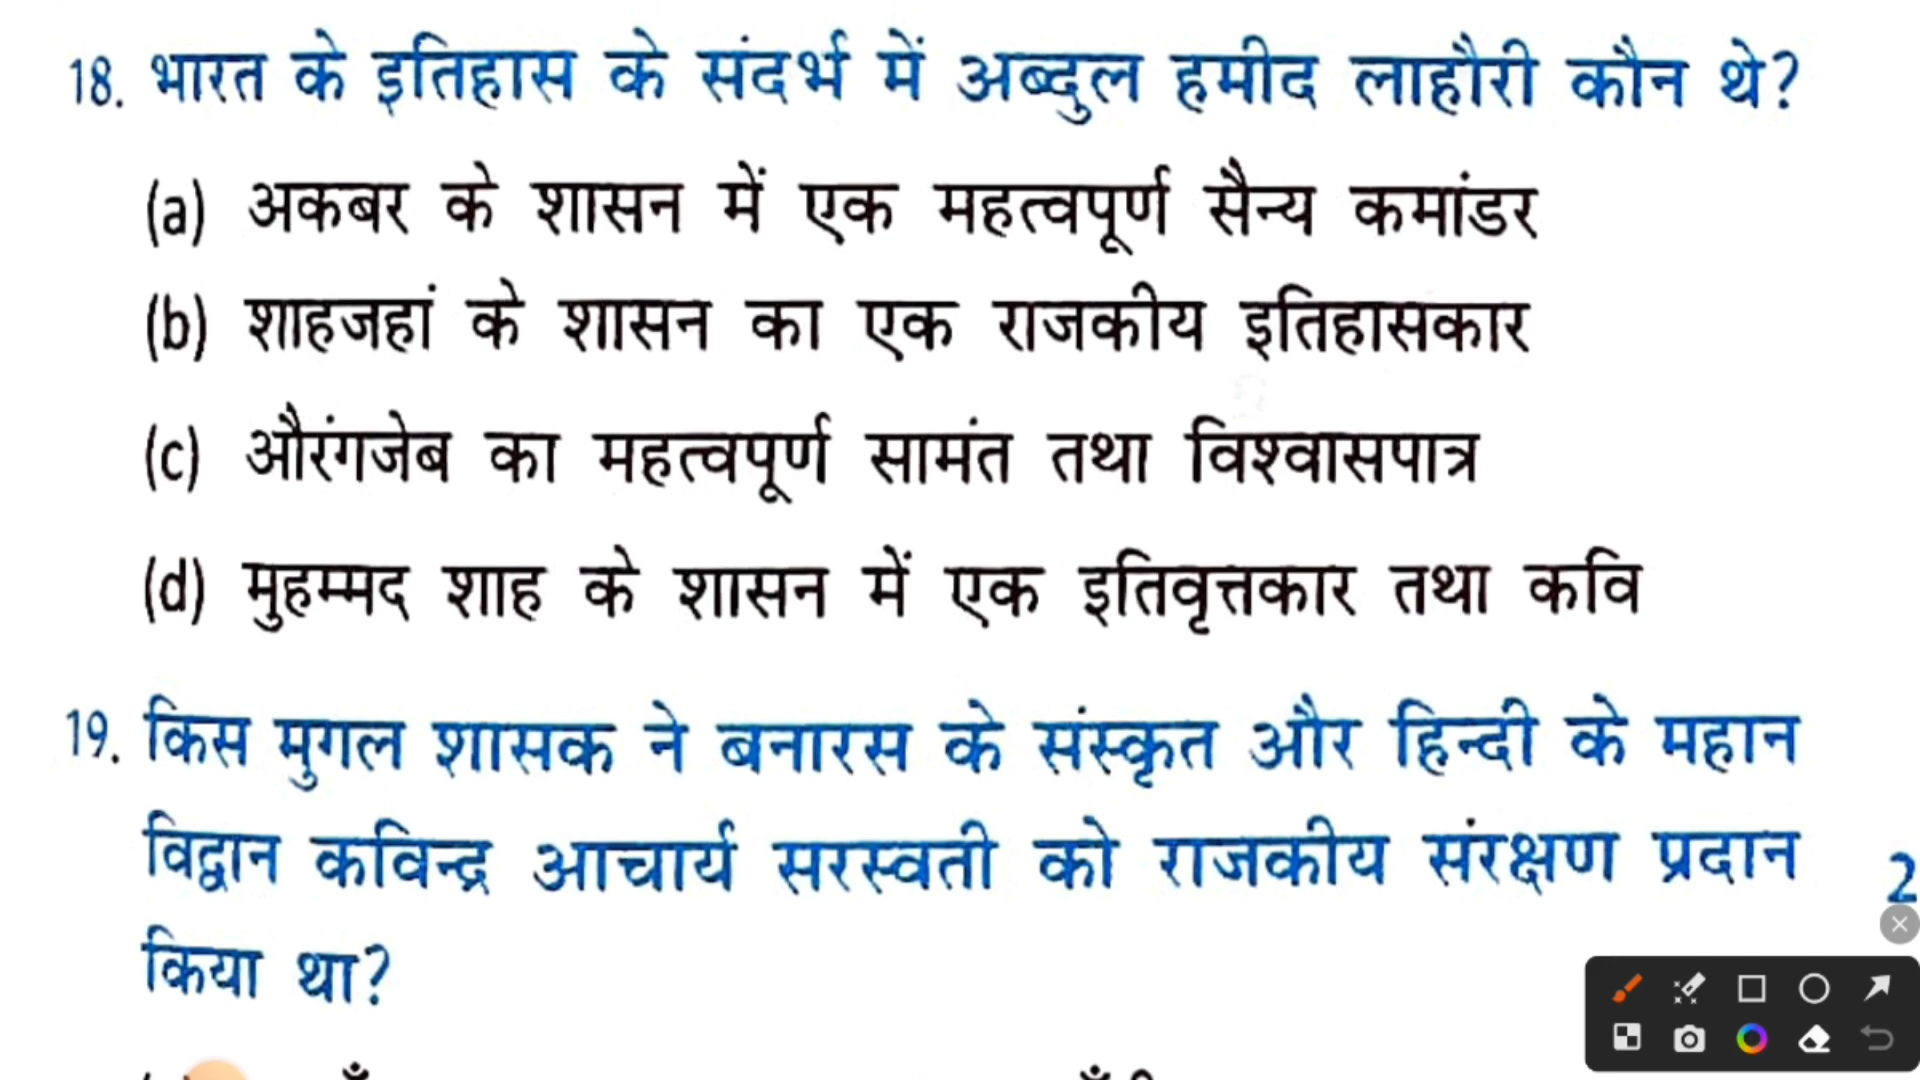 18. भारत के इतिहास के संदर्भ में अब्दुल हमीद लाहौरी कौन थे?
(a) अकबर के शासन में एक महत्वपूर्ण सैन्य कमांडर
(b) शाहजहां के शासन का एक राजकीय इतिहासकार
(c) औरंगजेब का महत्वपूर्ण सामंत तथा विश्वासपात्र
(d) मुहम्मद शाह के शासन में एक इतिवृत्तकार तथा कवि
19. किस मुगल शासक ने बनारस के संस्कृत और हिन्दी के महान
विद्वान कविन्द्र आचार्य सरस्वती को राजकीय संरक्षण प्रदान
किया था?
2